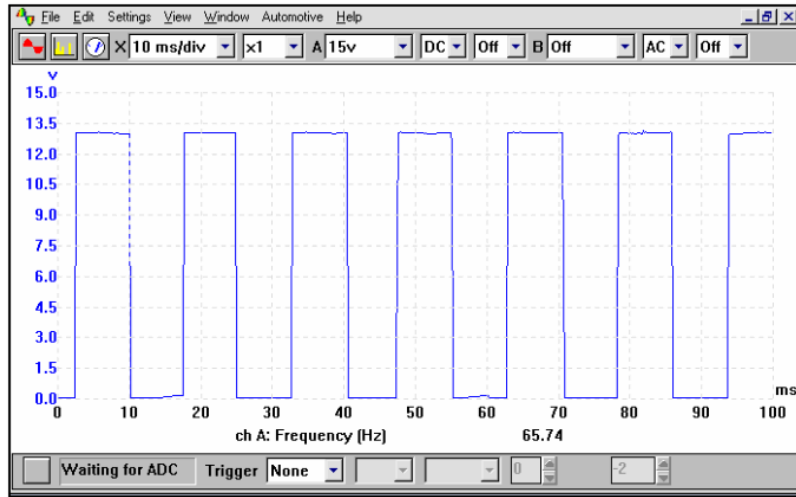 File Edit Settings View Window Automotive Help
X 10 ms/div x1 A 15v DC Off B Off AC Off
v
15.0
13.5
12.0
10.5
9.0
7.5
6.0
4.5
3.0
1.5
0.0
ms
0 10 20 30 40 50 60 70 80 90 100
ch A: Frequency (Hz) 65.74
Waiting for ADC Trigger None 0 -2